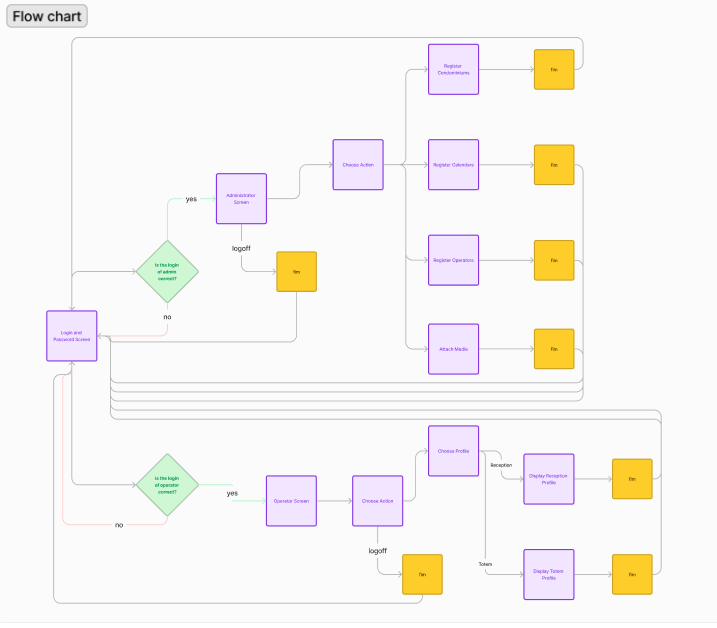 Flow chart
Register
Condominiums
fim
Choose Action
Register Calendars
fim
yes
Administrator
Screen
logoff
Register Operators
fim
Is the login
of admin
correct?
fim
no
Login and
Password Screen
Attach Media
fim
Choose Profile
Reception
Display Reception
Profile
fim
Is the login
of operator
correct?
yes
Operator Screen
Choose Action
no
logoff
Totem
fim
Display Totem
Profile
fim